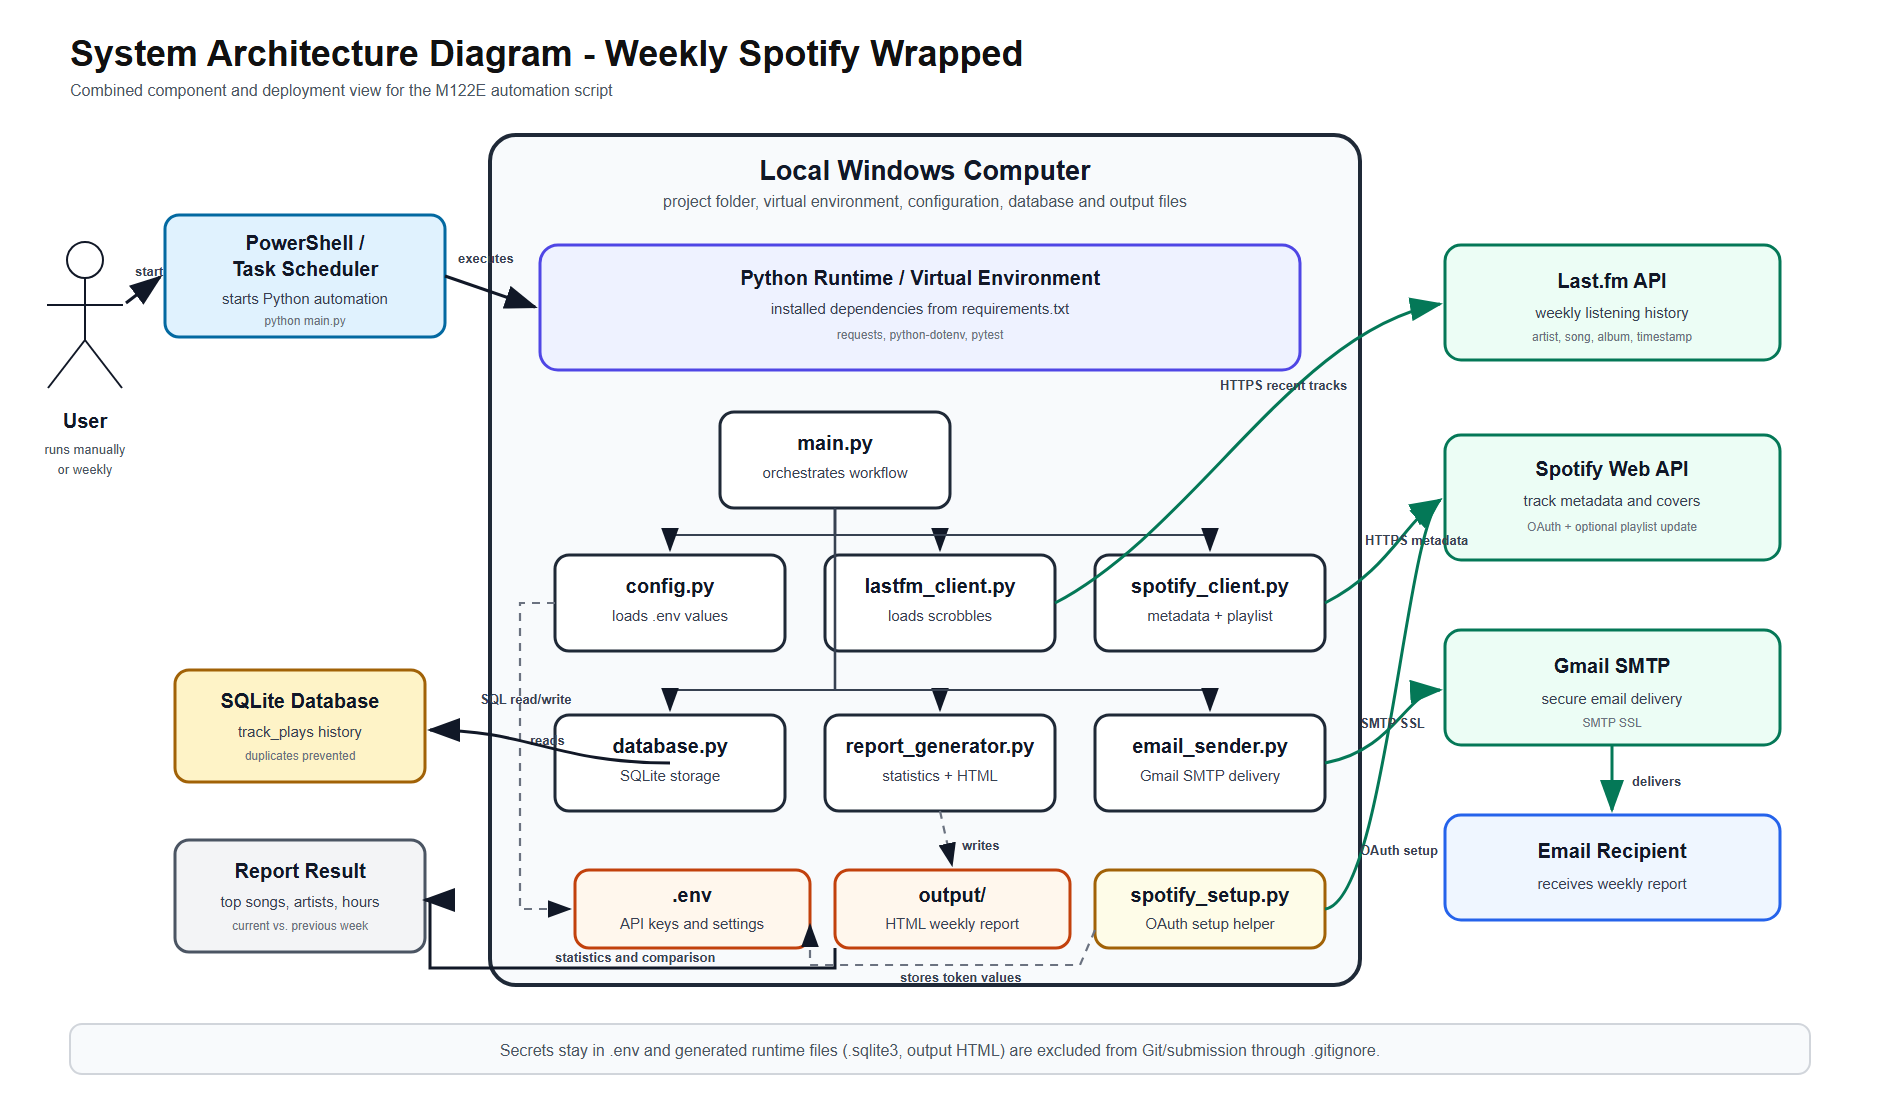 System Architecture Diagram - Weekly Spotify Wrapped
Combined component and deployment view for the M122E automation script
Local Windows Computer
project folder, virtual environment, configuration, database and output files
PowerShell /
Task Scheduler
starts Python automation
python main.py
start
executes
User
runs manually
or weekly
Python Runtime / Virtual Environment
installed dependencies from requirements.txt
requests, python-dotenv, pytest
Last.fm API
weekly listening history
artist, song, album, timestamp
HTTPS recent tracks
main.py
orchestrates workflow
Spotify Web API
track metadata and covers
OAuth + optional playlist update
HTTPS metadata
config.py
loads .env values
lastfm_client.py
loads scrobbles
spotify_client.py
metadata + playlist
SQLite Database
track_plays history
duplicates prevented
SQL read/write
reads
database.py
SQLite storage
report_generator.py
statistics + HTML
email_sender.py
Gmail SMTP delivery
SMTP SSL
Gmail SMTP
secure email delivery
SMTP SSL
delivers
writes
OAuth setup
Email Recipient
receives weekly report
Report Result
top songs, artists, hours
current vs. previous week
.env
API keys and settings
output/
HTML weekly report
spotify_setup.py
OAuth setup helper
statistics and comparison
stores token values
Secrets stay in .env and generated runtime files (.sqlite3, output HTML) are excluded from Git/submission through .gitignore.